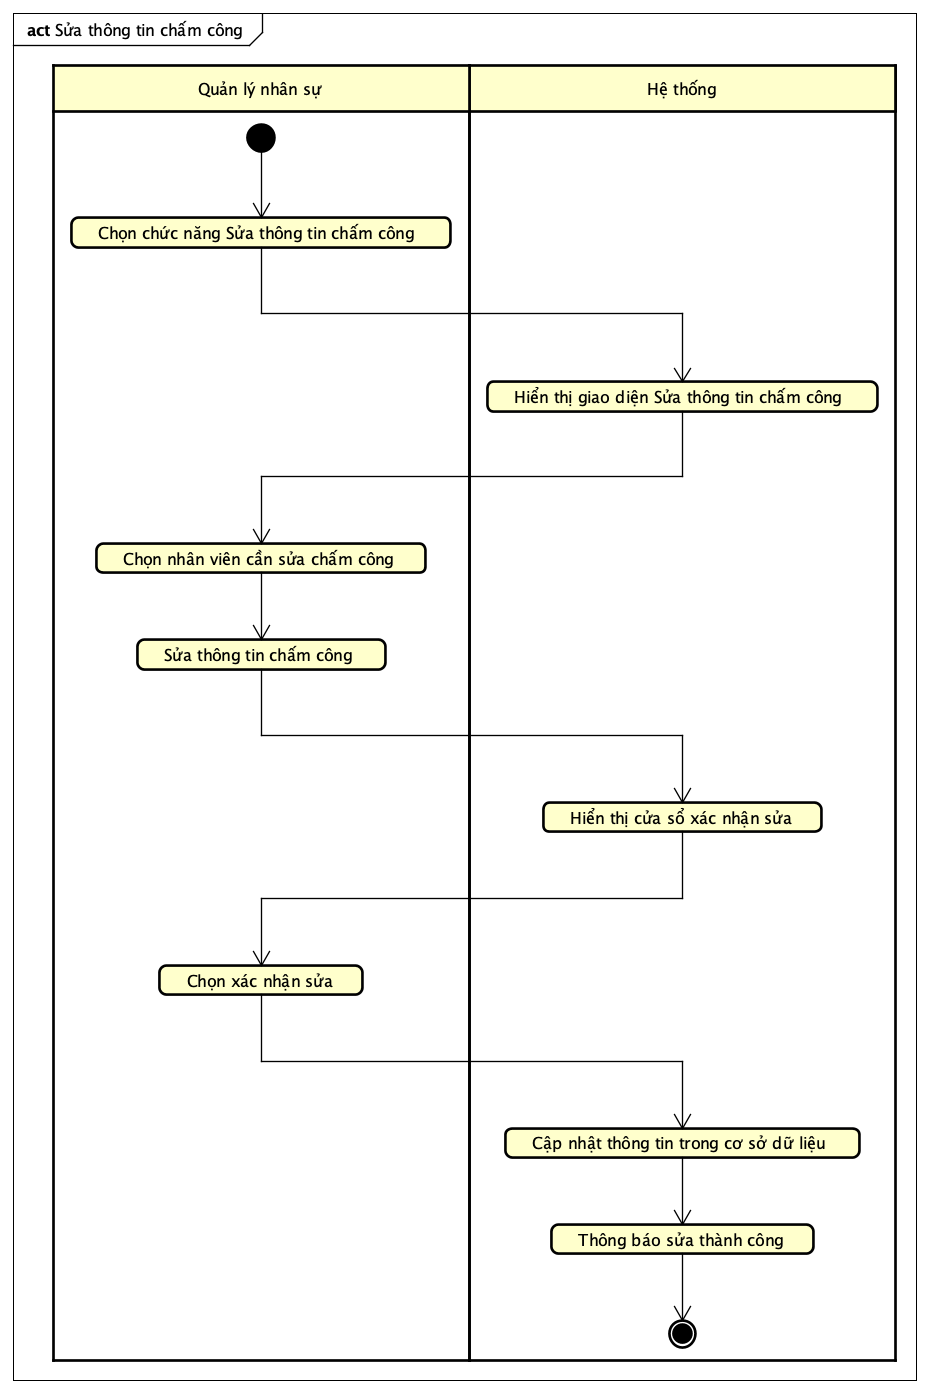 act Sửa thông tin chấm công
Quản lý nhân sự
Hệ thống
Chọn chức năng Sửa thông tin chấm công
Hiển thị giao diện Sửa thông tin chấm công
Chọn nhân viên cần sửa chấm công
Sửa thông tin chấm công
Hiển thị cửa sổ xác nhận sửa
Chọn xác nhận sửa
Cập nhật thông tin trong cơ sở dữ liệu
Thông báo sửa thành công